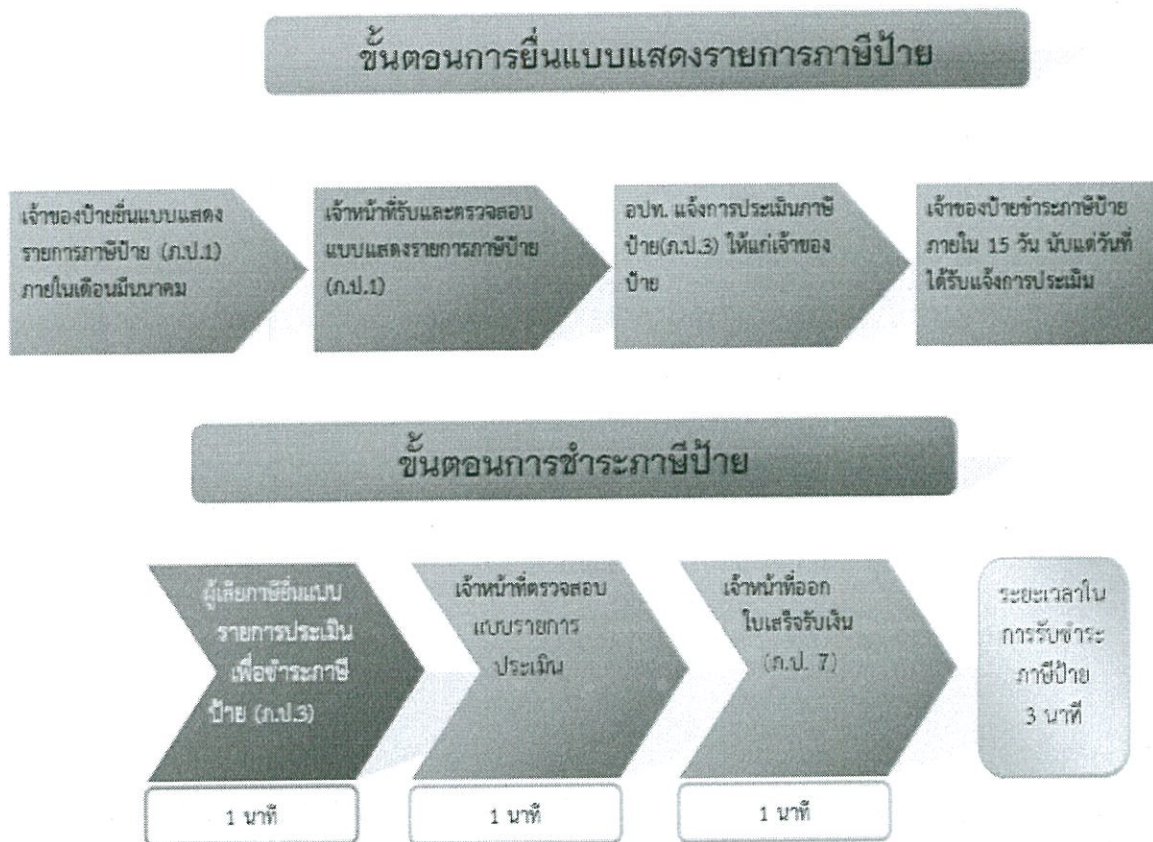 ขั้นตอนการยื่นแบบแสดงรายการภาษีป้าย
เจ้าของป้ายยื่นแบบแสดง
รายการภาษีป้าย (ภ.ป.1)
ภายในเดือนมีนนาคม
เจ้าหน้าที่รับและตรวจสอบ
แบบแสดงรายการภาษีป้าย
(ภ.ป.1)
อปท. แจ้งการประเมินภาษี
ป้าย(ภ.ป.3) ให้แก่เจ้าของ
ป้าย
เจ้าของป้ายชำระภาษีป้าย
ภายใน 15 วัน นับแต่วันที่
ได้รับแจ้งการประเมิน
ขั้นตอนการชำระภาษีป้าย
ผู้เสียภาษียื่นแบบ
รายการประเมิน
เพื่อชำระภาษี
ป้าย (ภ.ป.3)
เจ้าหน้าที่ตรวจสอบ
แบบรายการ
ประเมิน
เจ้าหน้าที่ออก
ใบเสร็จรับเงิน
(ภ.ป. 7)
ระยะเวลาใน
การรับชำระ
ภาษีป้าย
3 นาที
1 นาที
1 นาที
1 นาที